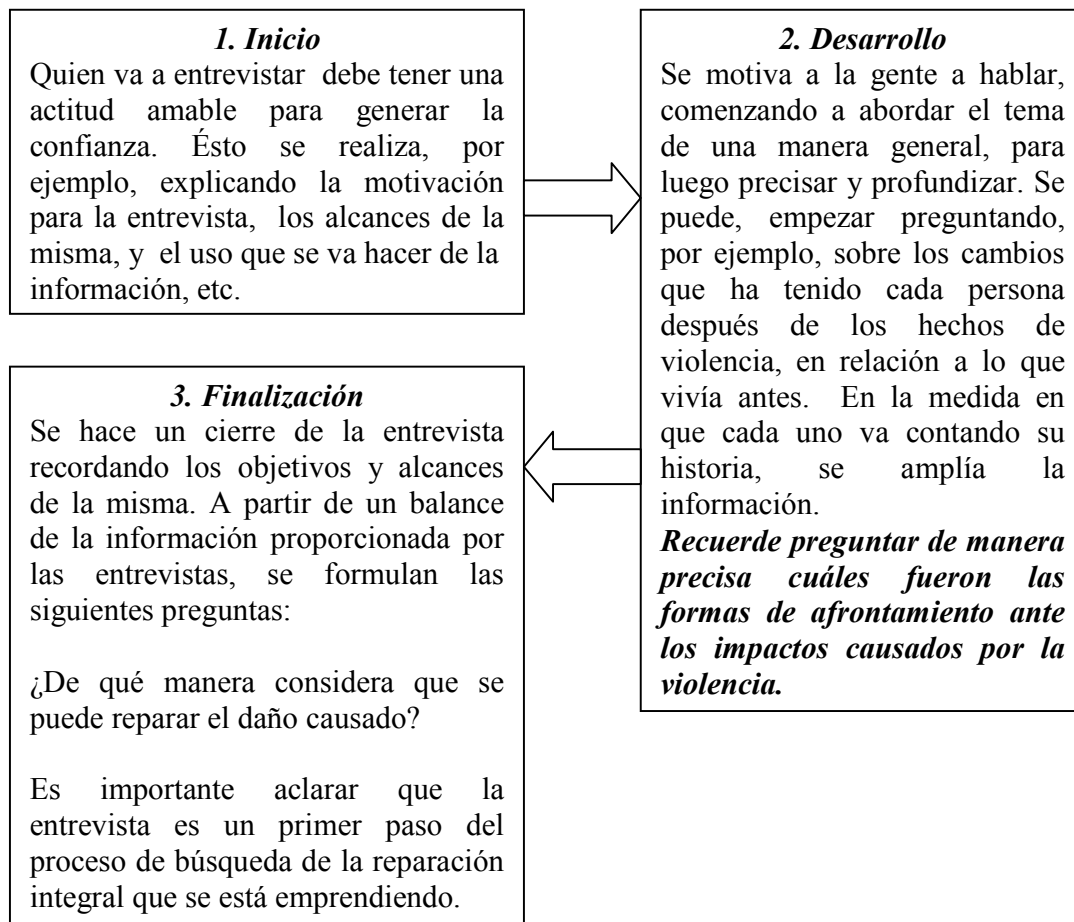 1. Inicio
Quien va a entrevistar debe tener una
actitud amable para generar la
confianza. Ésto se realiza, por
ejemplo, explicando la motivación
para la entrevista, los alcances de la
misma, y el uso que se va hacer de la
información, etc.
2. Desarrollo
Se motiva a la gente a hablar,
comenzando a abordar el tema
de una manera general, para
luego precisar y profundizar. Se
puede, empezar preguntando,
por ejemplo, sobre los cambios
que ha tenido cada persona
después de los hechos de
violencia, en relación a lo que
vivía antes. En la medida en
que cada uno va contando su
historia, se amplía la
información.
Recuerde preguntar de manera
precisa cuáles fueron las
formas de afrontamiento ante
los impactos causados por la
violencia.
3. Finalización
Se hace un cierre de la entrevista
recordando los objetivos y alcances
de la misma. A partir de un balance
de la información proporcionada por
las entrevistas, se formulan las
siguientes preguntas:
¿De qué manera considera que se
puede reparar el daño causado?
Es importante aclarar que la
entrevista es un primer paso del
proceso de búsqueda de la reparación
integral que se está emprendiendo.